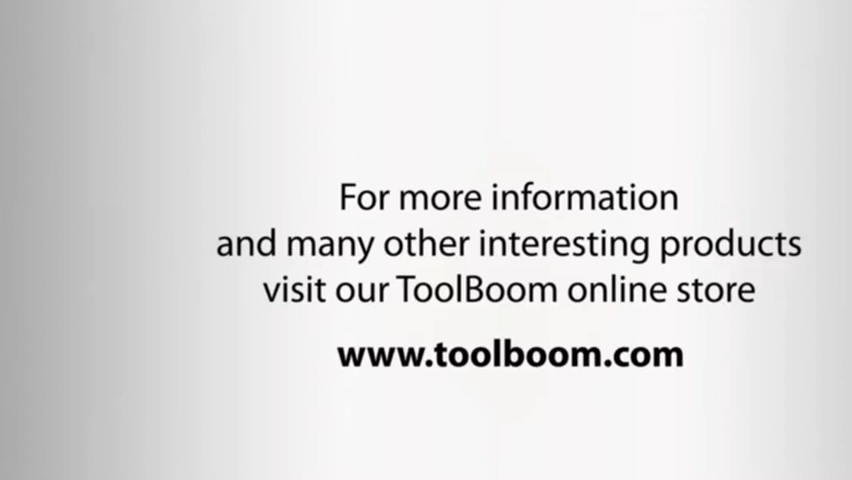 For more information
and many other interesting products
visit our ToolBoom online store
www.toolboom.com